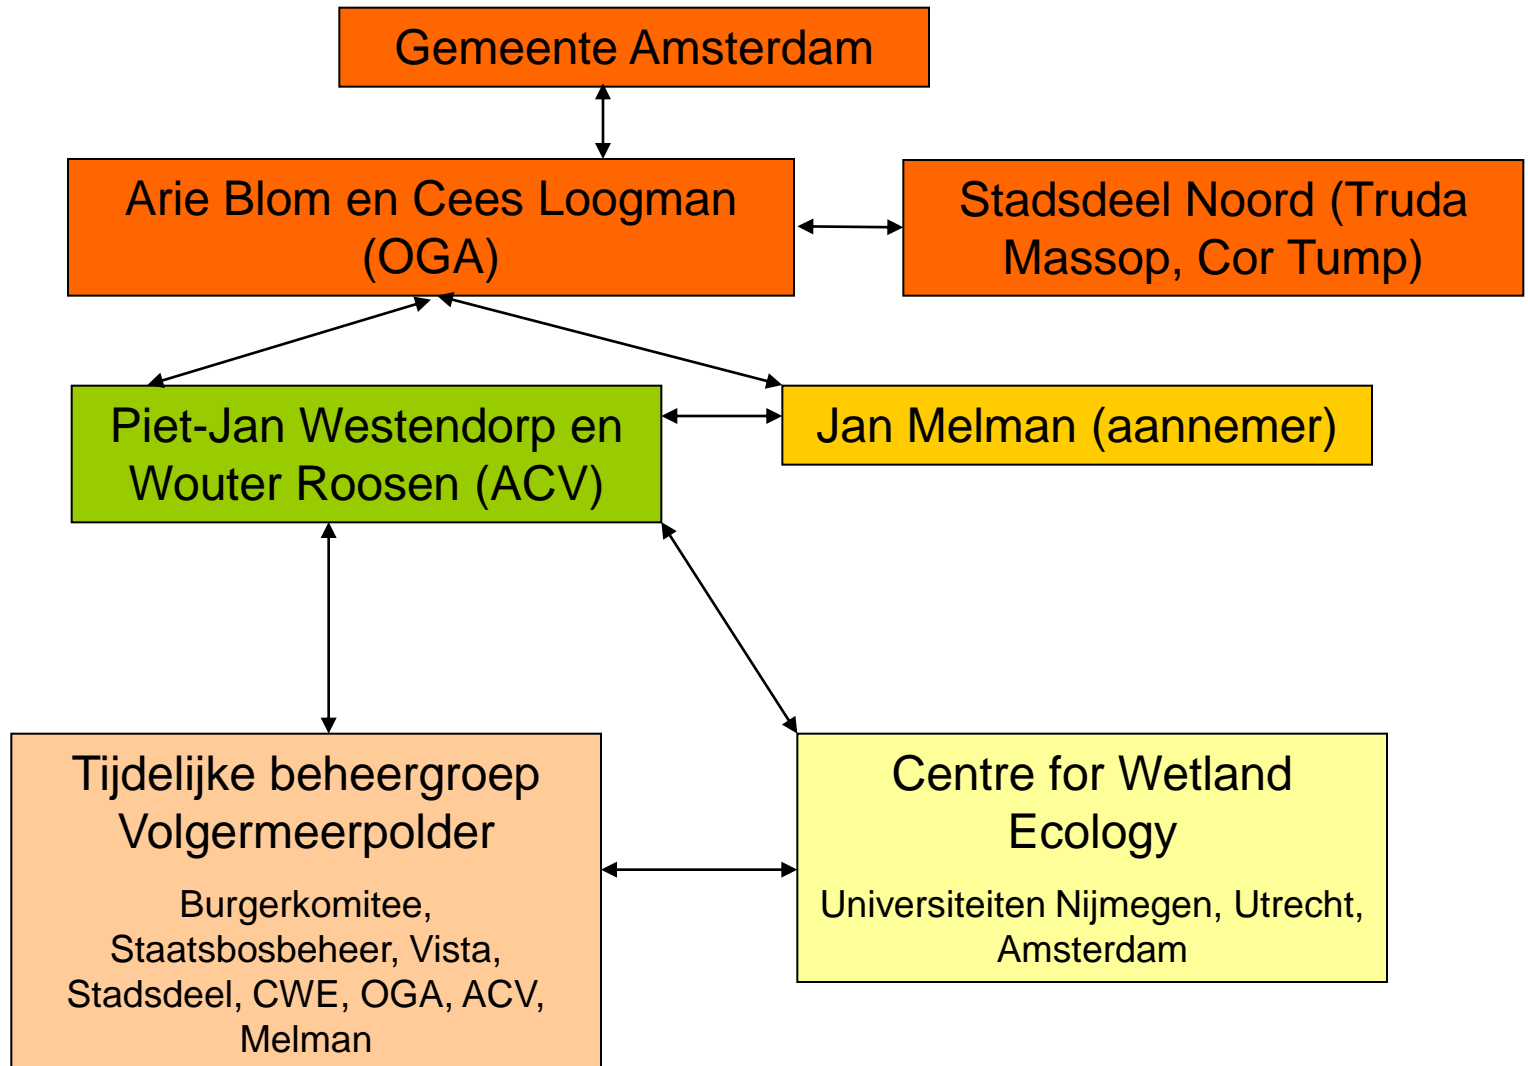 Gemeente Amsterdam
Arie Blom en Cees Loogman
(OGA)
Stadsdeel Noord (Truda
Massop, Cor Tump)
Piet-Jan Westendorp en
Wouter Roosen (ACV)
Jan Melman (aannemer)
Tijdelijke beheergroep
Volgermeerpolder
Burgerkomitee,
Staatsbosbeheer, Vista,
Stadsdeel, CWE, OGA, ACV,
Melman
Centre for Wetland
Ecology
Universiteiten Nijmegen, Utrecht,
Amsterdam